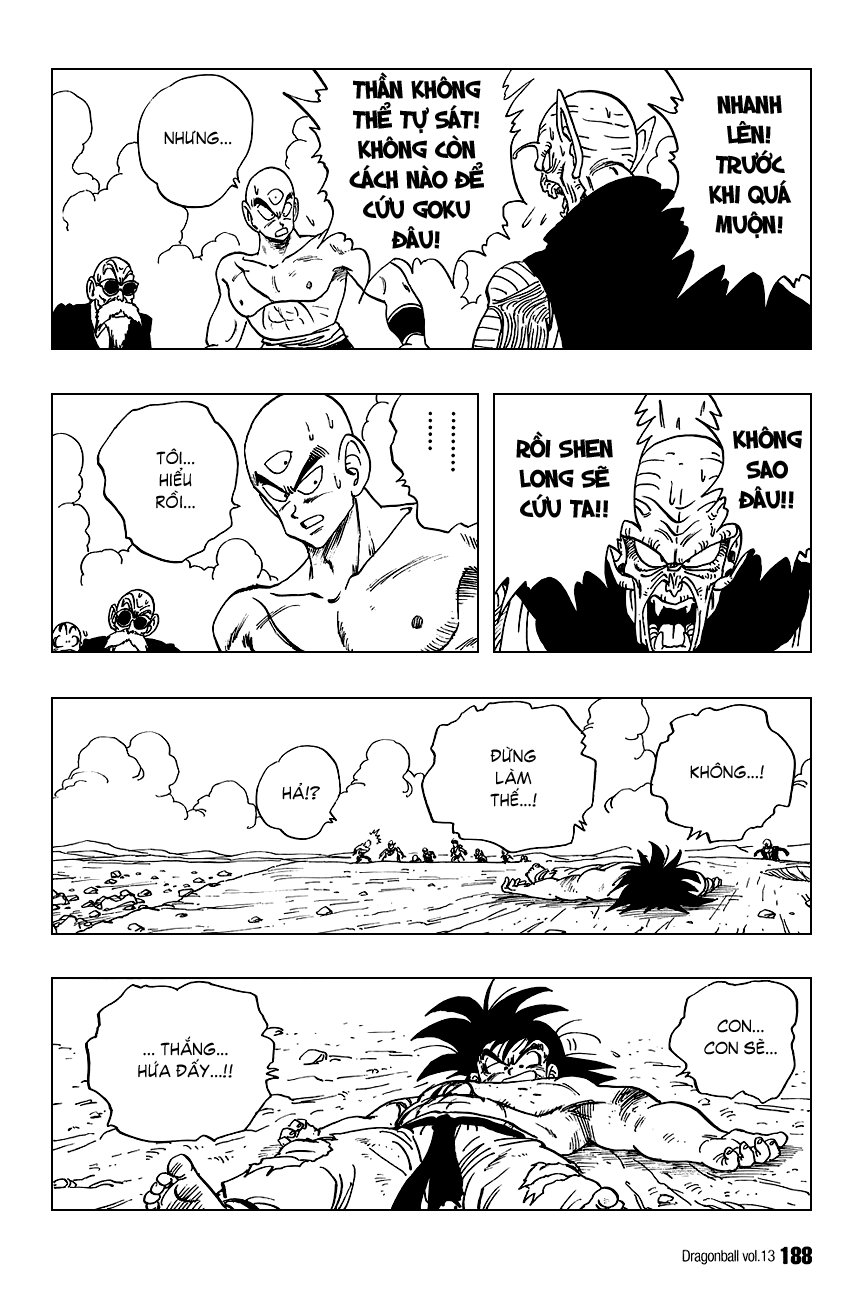 NHANH
LÊN!
TRƯỚC
KHI QUÁ
MUỘN!
THẦN KHÔNG
THỂ TỰ SÁT!
KHÔNG CÒN
CÁCH NÀO ĐỂ
CỨU GOKU
ĐÂU!
NHƯNG...
KHÔNG
SAO
ĐÂU!!
RỒI SHEN
LONG SẼ
CỨU TA!!
......
......
TÔI...
HIỂU
RỒI...
KHÔNG...!
ĐỪNG
LÀM
THẾ...!
HẢ!?
CON...
CON SẼ...
... THẮNG...
HỨA ĐẤY...!!
Dragonball vol.13 188